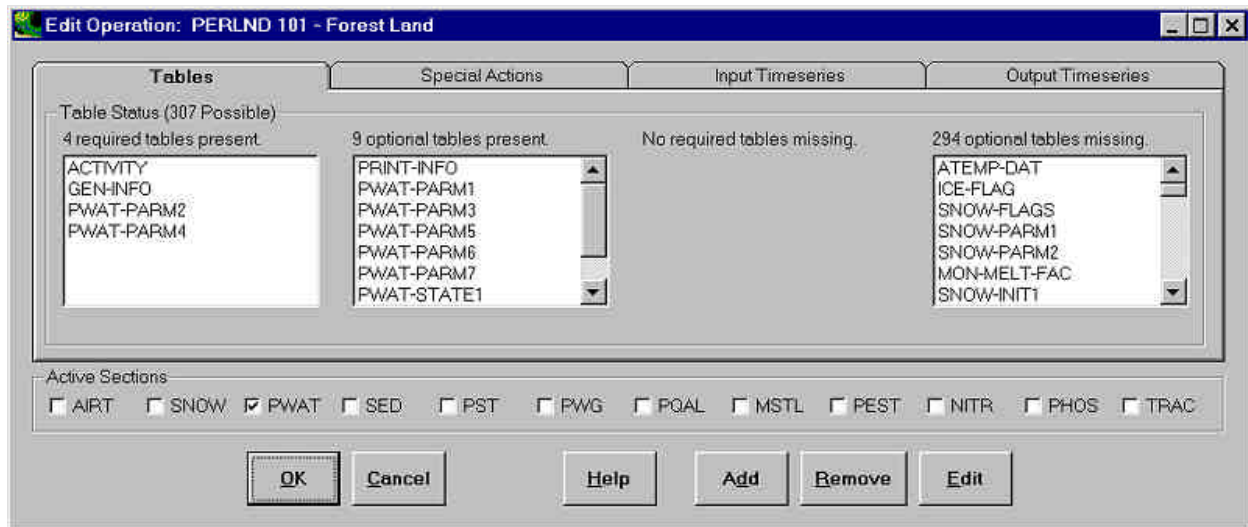 Edit Operation: PERLND 101 - Forest Land
Tables
Special Actions
Input Timeseries
Output Timeseries
Table Status (307 Possible)
4 required tables present.
ACTIVITY
GEN-INFO
PWAT-PARM2
PWAT-PARM4
9 optional tables present.
PRINT-INFO
PWAT-PARM1
PWAT-PARM3
PWAT-PARM5
PWAT-PARM6
PWAT-PARM7
PWAT-STATE1
No required tables missing.
294 optional tables missing.
ATEMP-DAT
ICE-FLAG
SNOW-FLAGS
SNOW-PARM1
SNOW-PARM2
MON-MELT-FAC
SNOW-INIT1
Active Sections
AIRT SNOW PWAT SED PST PWG PQAL MSTL PEST NITR PHOS TRAC
OK Cancel Help Add Remove Edit